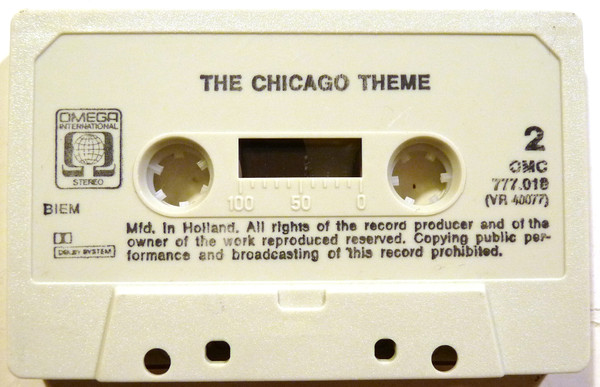 THE CHICAGO THEME
OMEGA
INTERNATIONAL
STEREO
2
OMC
777.018
(VR 40077)
BIEM
100 50 0
Mfd. in Holland. All rights of the record producer and of the
owner of the work reproduced reserved. Copying public per-
formance and broadcasting of this record prohibited.
DOLBY SYSTEM